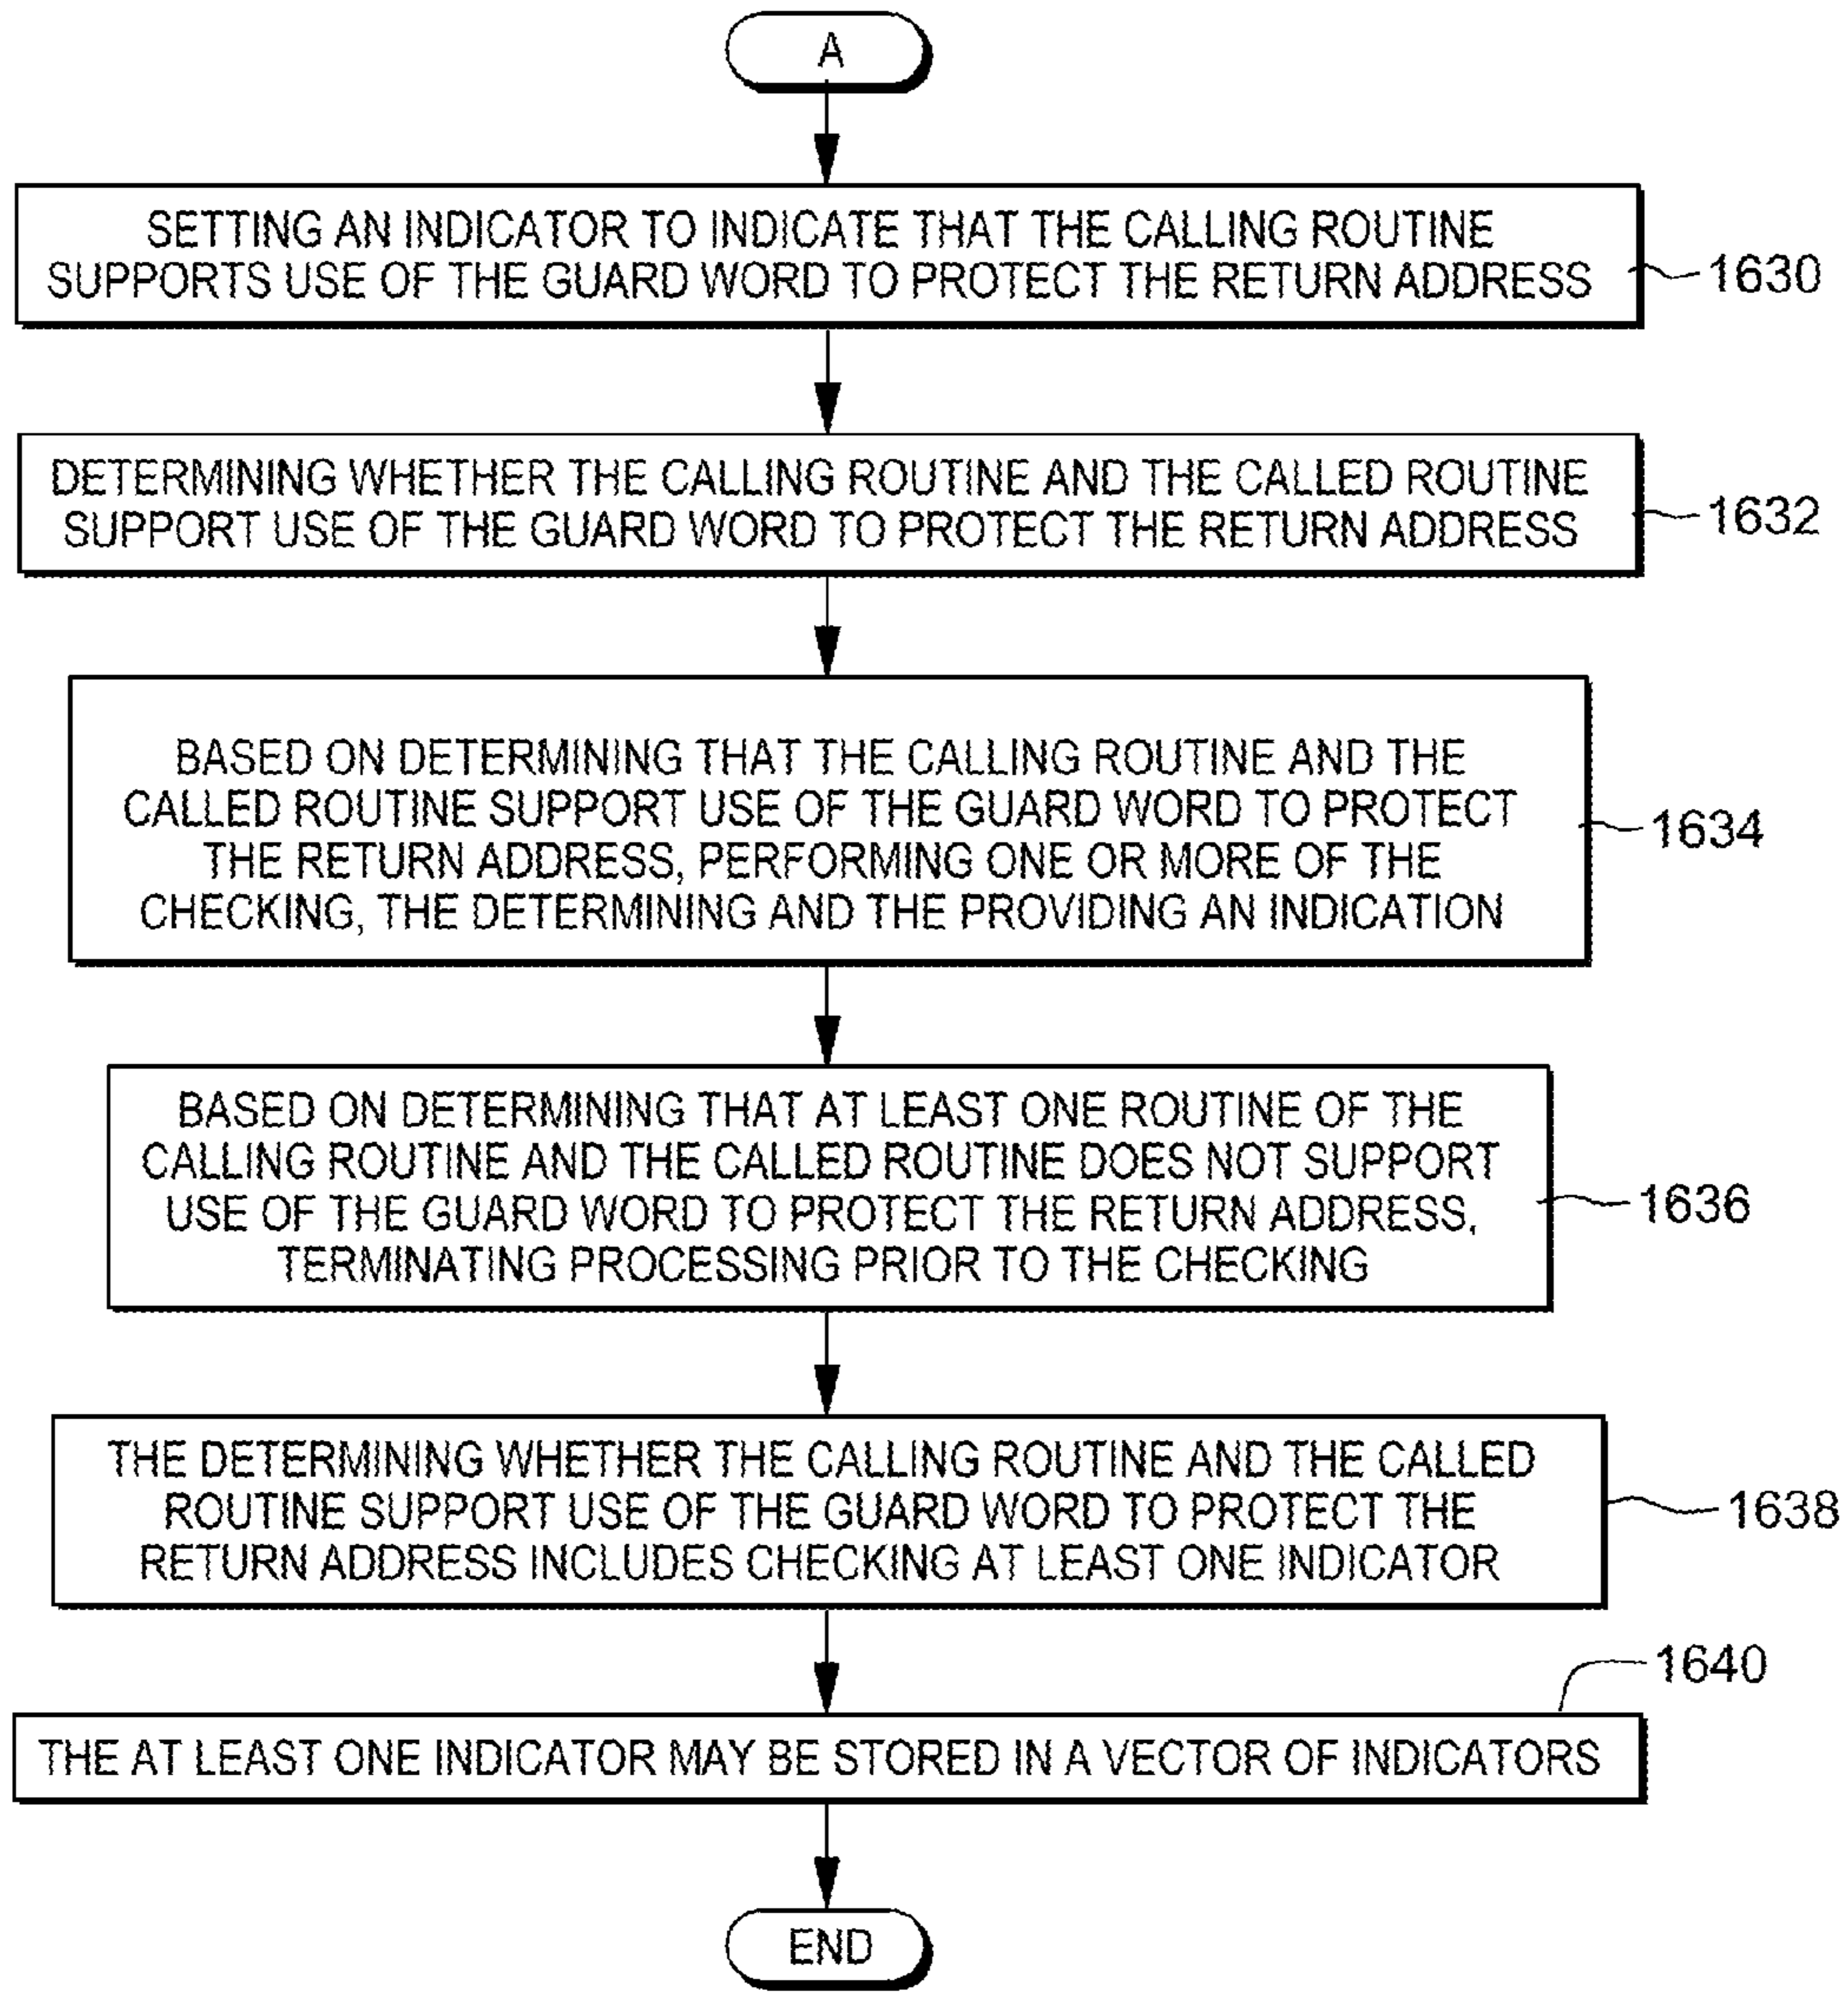 A
SETTING AN INDICATOR TO INDICATE THAT THE CALLING ROUTINE
SUPPORTS USE OF THE GUARD WORD TO PROTECT THE RETURN ADDRESS
1630
DETERMINING WHETHER THE CALLING ROUTINE AND THE CALLED ROUTINE
SUPPORT USE OF THE GUARD WORD TO PROTECT THE RETURN ADDRESS
1632
BASED ON DETERMINING THAT THE CALLING ROUTINE AND THE
CALLED ROUTINE SUPPORT USE OF THE GUARD WORD TO PROTECT
THE RETURN ADDRESS, PERFORMING ONE OR MORE OF THE
CHECKING, THE DETERMINING AND THE PROVIDING AN INDICATION
1634
BASED ON DETERMINING THAT AT LEAST ONE ROUTINE OF THE
CALLING ROUTINE AND THE CALLED ROUTINE DOES NOT SUPPORT
USE OF THE GUARD WORD TO PROTECT THE RETURN ADDRESS,
TERMINATING PROCESSING PRIOR TO THE CHECKING
1636
THE DETERMINING WHETHER THE CALLING ROUTINE AND THE CALLED
ROUTINE SUPPORT USE OF THE GUARD WORD TO PROTECT THE
RETURN ADDRESS INCLUDES CHECKING AT LEAST ONE INDICATOR
1638
1640
THE AT LEAST ONE INDICATOR MAY BE STORED IN A VECTOR OF INDICATORS
END